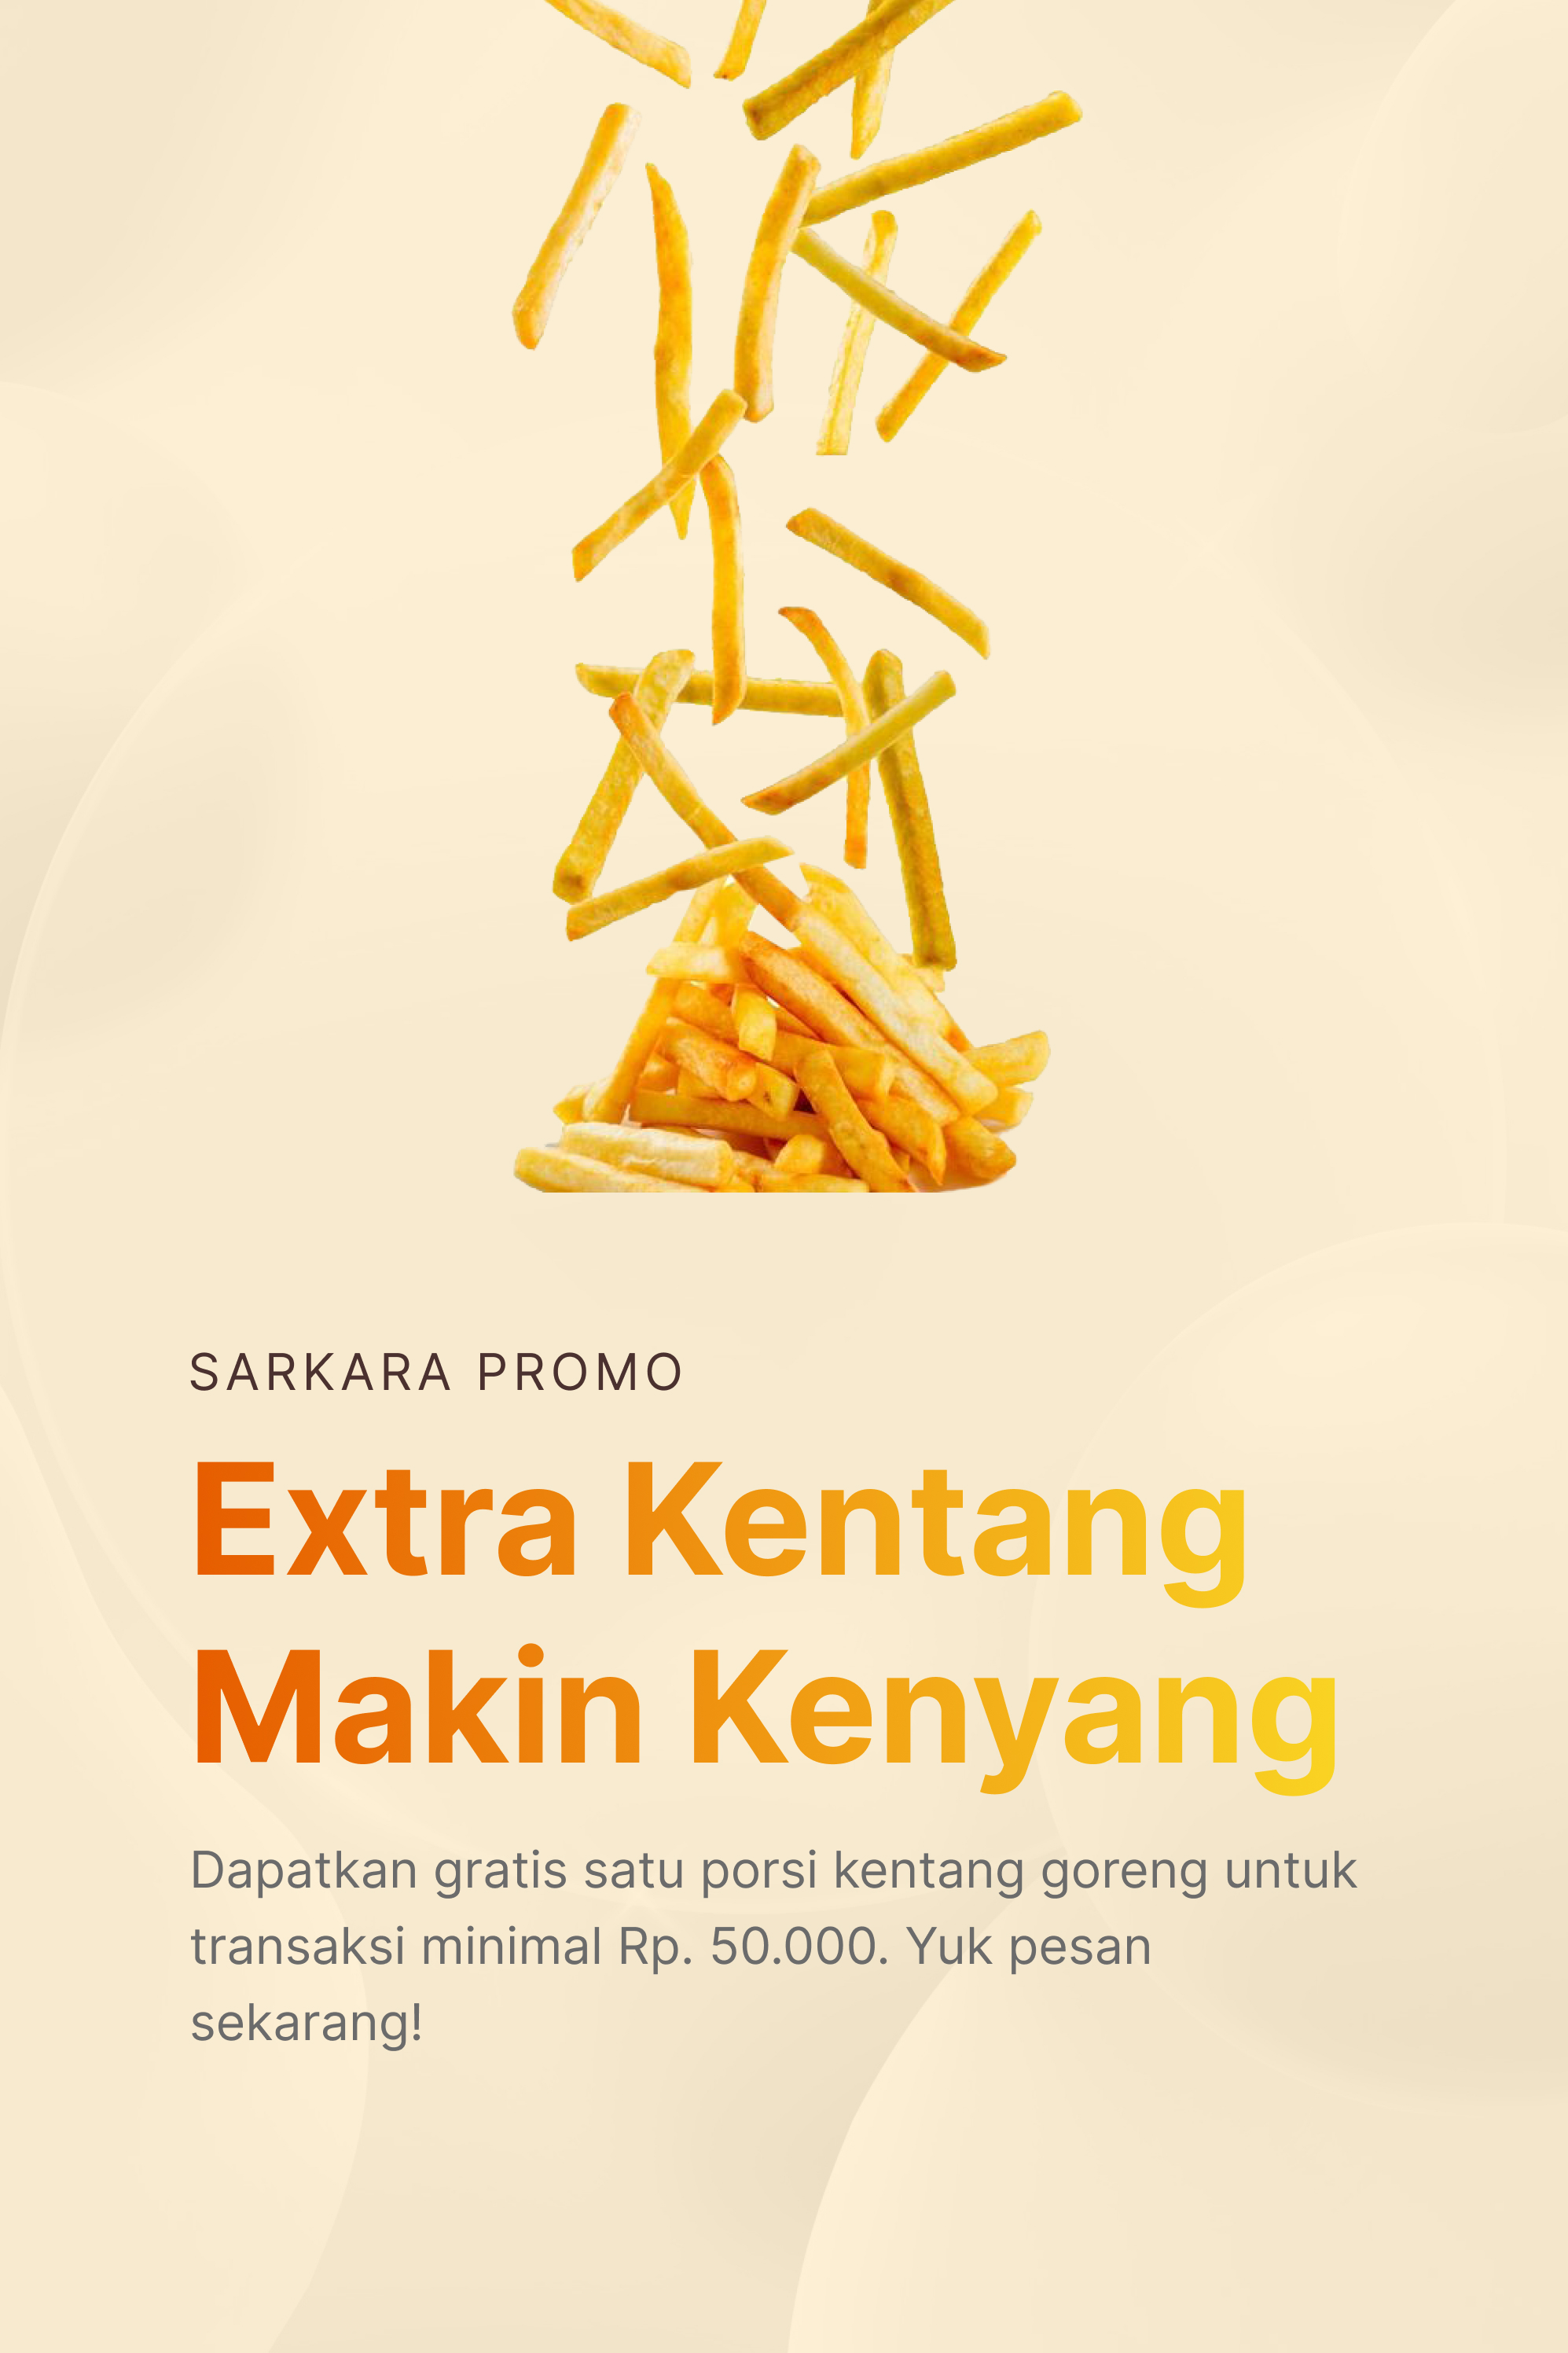 SARKARA PROMO
Extra Kentang
Makin Kenyang
Dapatkan gratis satu porsi kentang goreng untuk
transaksi minimal Rp. 50.000. Yuk pesan
sekarang!